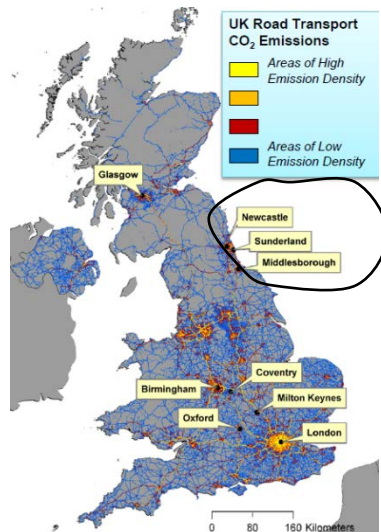 UK Road Transport
CO₂ Emissions
Areas of High
Emission Density
Areas of Low
Emission Density
Glasgow
Newcastle
Sunderland
Middlesborough
Coventry
Birmingham
Milton Keynes
Oxford
London
0 80 160 Kilometers